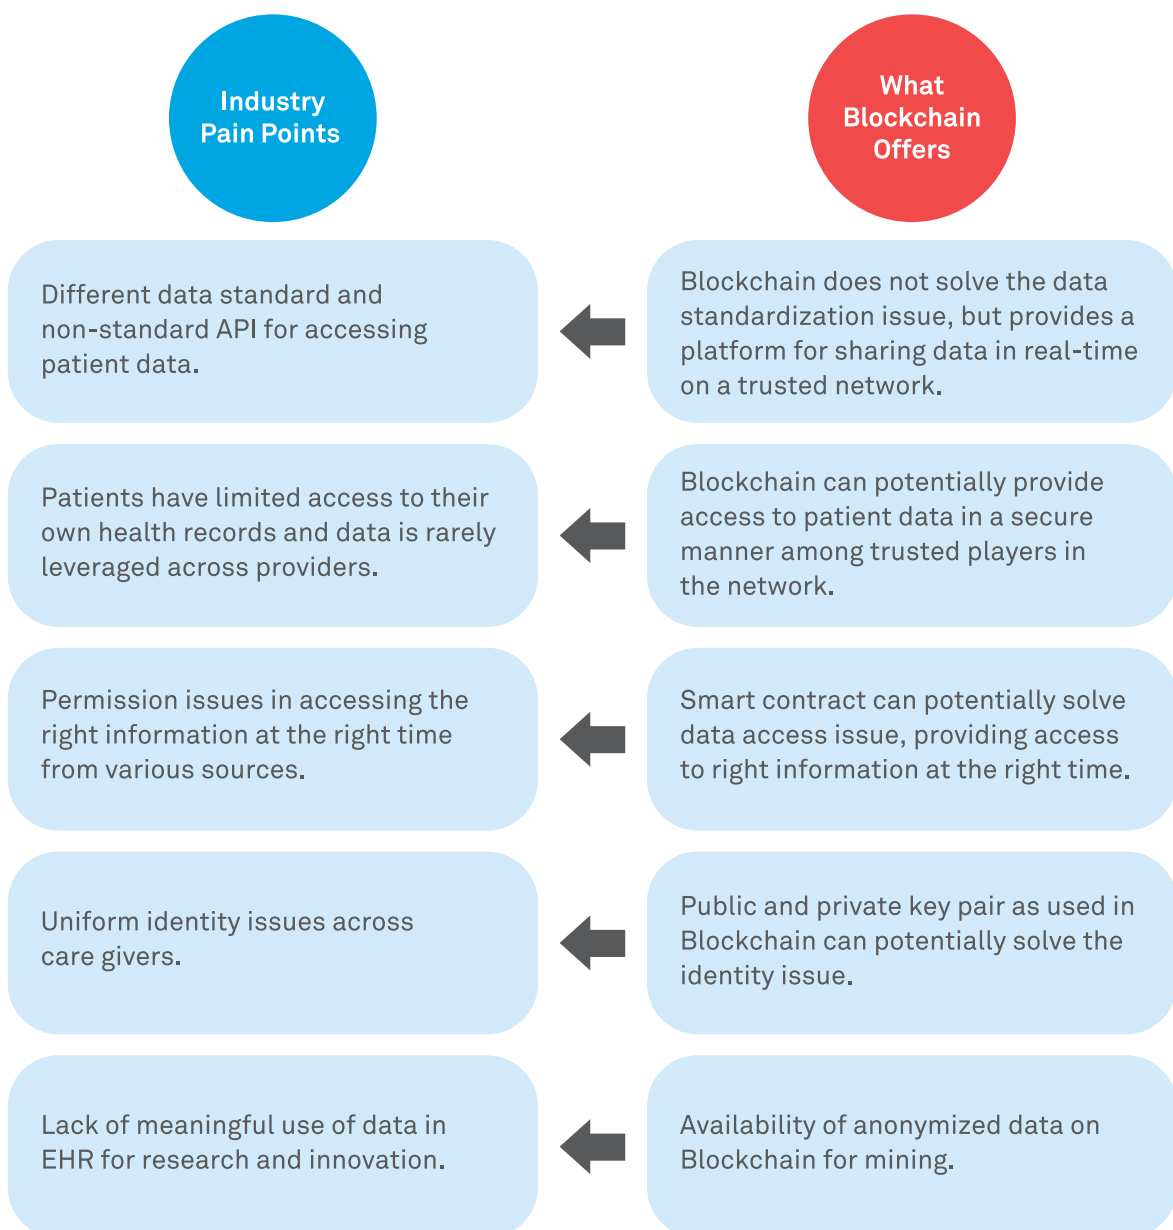 Industry
Pain Points
What
Blockchain
Offers
Different data standard and
non-standard API for accessing
patient data.
Blockchain does not solve the data
standardization issue, but provides a
platform for sharing data in real-time
on a trusted network.
Patients have limited access to their
own health records and data is rarely
leveraged across providers.
Blockchain can potentially provide
access to patient data in a secure
manner among trusted players in
the network.
Permission issues in accessing the
right information at the right time
from various sources.
Smart contract can potentially solve
data access issue, providing access
to right information at the right time.
Uniform identity issues across
care givers.
Public and private key pair as used in
Blockchain can potentially solve the
identity issue.
Lack of meaningful use of data in
EHR for research and innovation.
Availability of anonymized data on
Blockchain for mining.